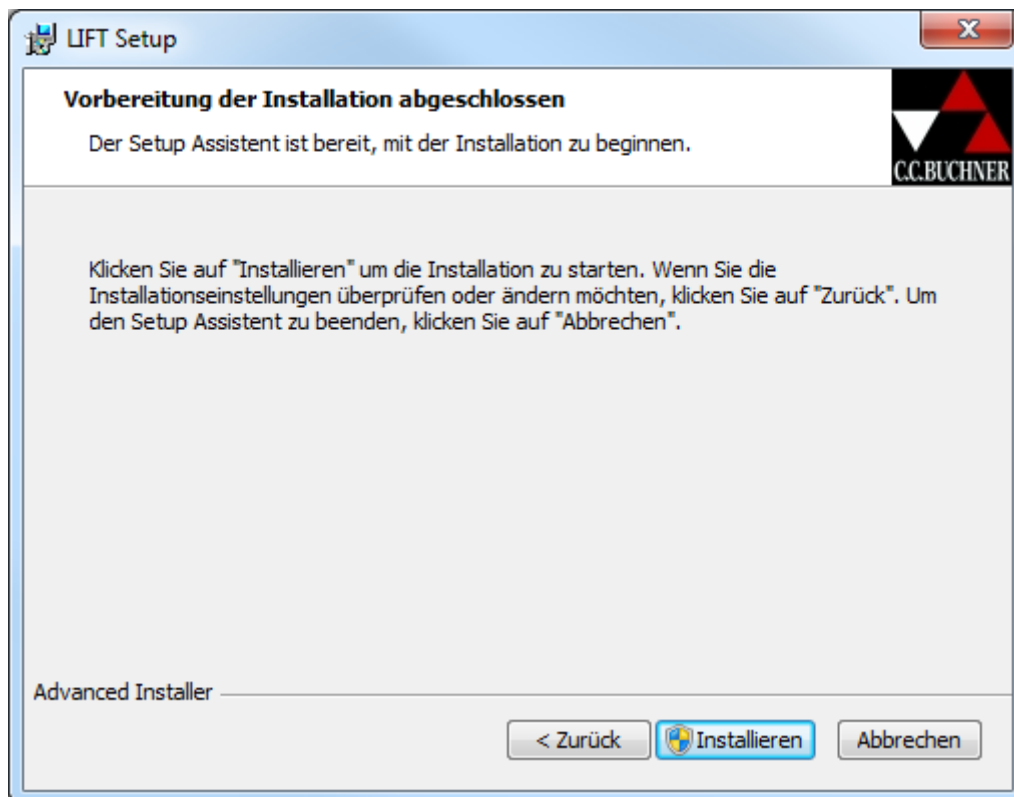 LIFT Setup
Vorbereitung der Installation abgeschlossen
Der Setup Assistent ist bereit, mit der Installation zu beginnen.
C.C.BUCHNER
Klicken Sie auf "Installieren" um die Installation zu starten. Wenn Sie die
Installationseinstellungen überprüfen oder ändern möchten, klicken Sie auf "Zurück". Um
den Setup Assistent zu beenden, klicken Sie auf "Abbrechen".
Advanced Installer
< Zurück Installieren Abbrechen